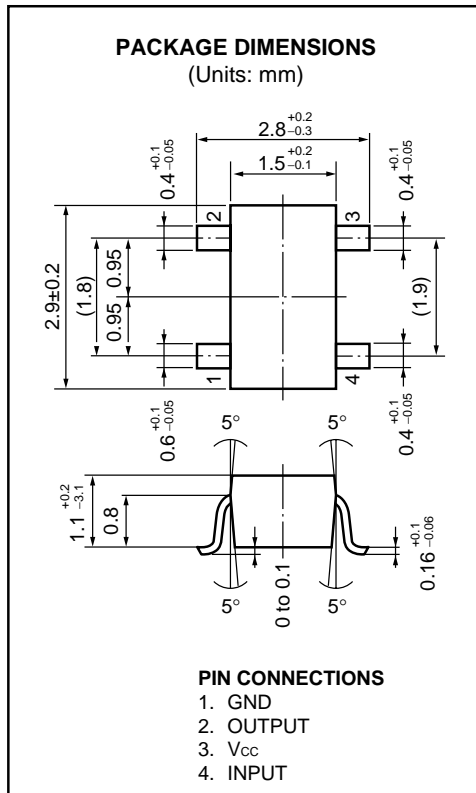 PACKAGE DIMENSIONS
(Units: mm)
2.8 +0.2 −0.3
1.5 +0.2 −0.1
0.4 +0.1 −0.05
0.4 +0.1 −0.05
2
3
2.9±0.2
(1.8)
0.95
0.95
(1.9)
1
4
0.6 +0.1 −0.05
0.4 +0.1 −0.05
5°
5°
1.1 +0.2 −3.1
0.8
0.16 +0.1 −0.06
5°
0 to 0.1
5°
PIN CONNECTIONS
1. GND
2. OUTPUT
3. Vcc
4. INPUT